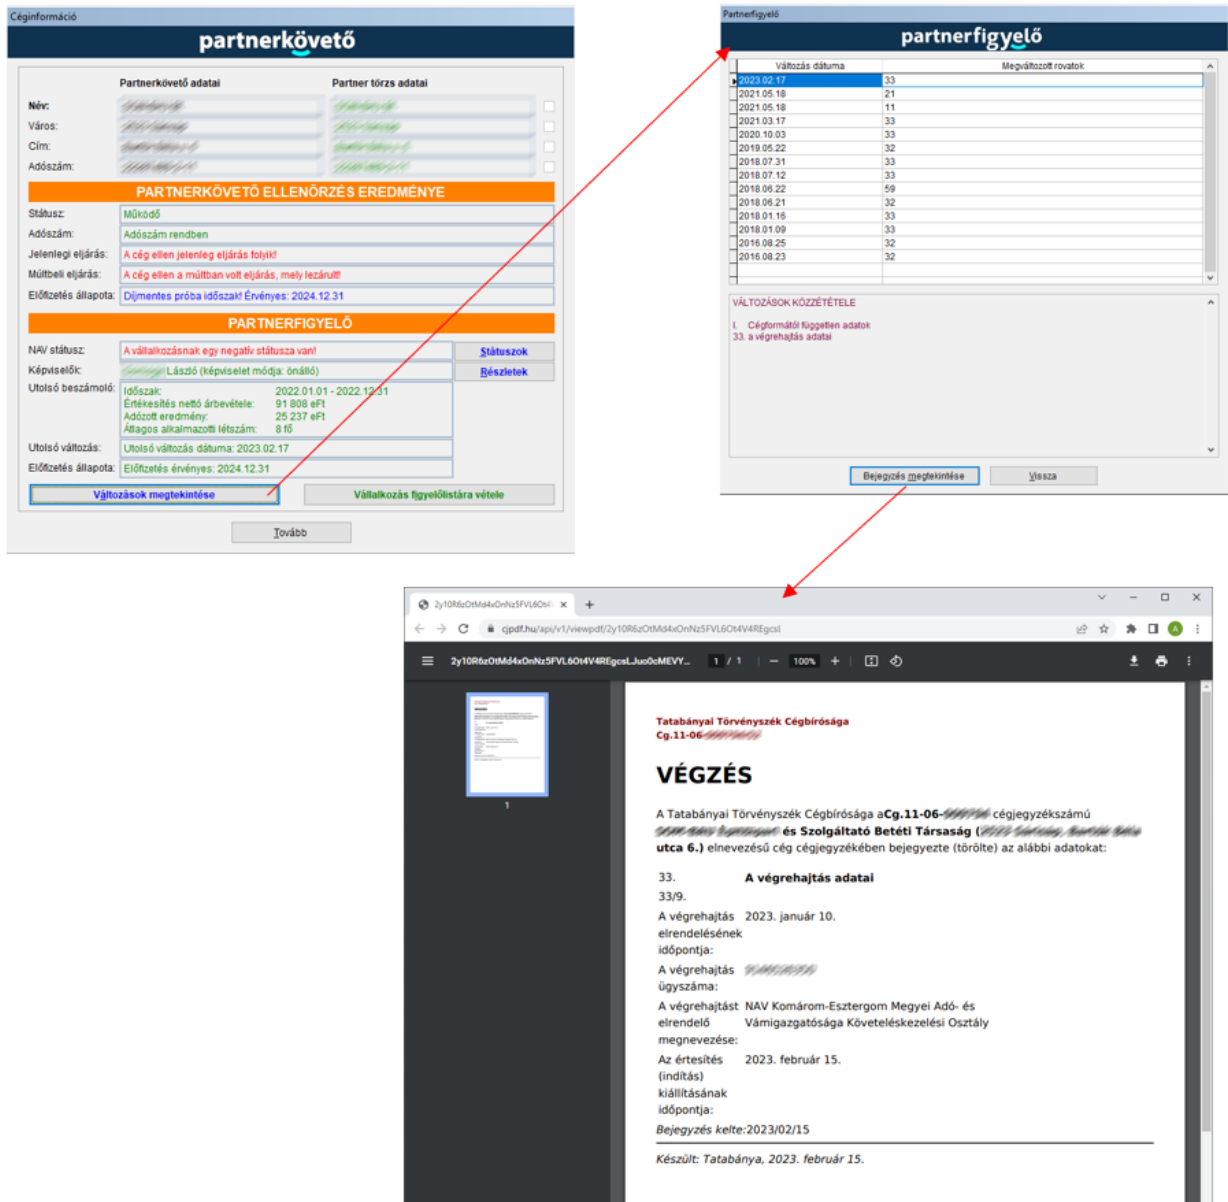 Céginformáció
partnerkövető
Partnerkövető adatai
Partner törzs adatai
Név:
Város:
Cím:
Adószám:
PARTNERKÖVETŐ ELLENŐRZÉS EREDMÉNYE
Státusz: Működő
Adószám: Adószám rendben
Jelenlegi eljárás: A cég ellen jelenleg eljárás folyik!
Múltbeli eljárás: A cég ellen a múltban volt eljárás, mely lezárult!
Előfizetés állapota: Díjmentes próba időszak! Érvényes: 2024.12.31
PARTNERFIGYELŐ
NAV státusz: A vállalkozásnak egy negatív státusza van! Státuszok
Képviselők: László (képviselet módja: önálló) Részletek
Utolsó beszámoló: Időszak: 2022.01.01 - 2022.12.31
Értékesítés nettó árbevétele: 91 808 eFt
Adózott eredmény: 25 237 eFt
Átlagos alkalmazotti létszám: 8 fő
Utolsó változás: Utolsó változás dátuma: 2023.02.17
Előfizetés állapota: Előfizetés érvényes: 2024.12.31
Változások megtekintése
Vállalkozás figyelőlistára vétele
Tovább
Partnerfigyelő
partnerfigyelő
Változás dátuma Megváltozott rovatok
2023.02.17 33
2021.05.18 21
2021.05.18 11
2021.03.17 33
2020.10.03 33
2019.05.22 32
2018.07.31 33
2018.07.12 33
2018.06.22 59
2018.06.21 32
2018.01.16 33
2018.01.09 33
2016.08.25 32
2016.08.23 32
VÁLTOZÁSOK KÖZZÉTÉTELE
I. Cégformától független adatok
33. a végrehajtás adatai
Bejegyzés megtekintése
Vissza
cjpdf.hu/api/v1/viewpdf/2y10R6zOtMd4xOnNz5FVL6Ot4V4REgcsl
1 / 1
100%
1
Tatabányai Törvényszék Cégbírósága
Cg.11-06-
VÉGZÉS
A Tatabányai Törvényszék Cégbírósága aCg.11-06- cégjegyzékszámú
és Szolgáltató Betéti Társaság (
utca 6.) elnevezésű cég cégjegyzékében bejegyezte (törölte) az alábbi adatokat:
33. A végrehajtás adatai
33/9.
A végrehajtás 2023. január 10.
elrendelésének
időpontja:
A végrehajtás
ügyszáma:
A végrehajtást NAV Komárom-Esztergom Megyei Adó- és
elrendelő Vámigazgatósága Követeléskezelési Osztály
megnevezése:
Az értesítés 2023. február 15.
(indítás)
kiállításának
időpontja:
Bejegyzés kelte:2023/02/15
Készült: Tatabánya, 2023. február 15.